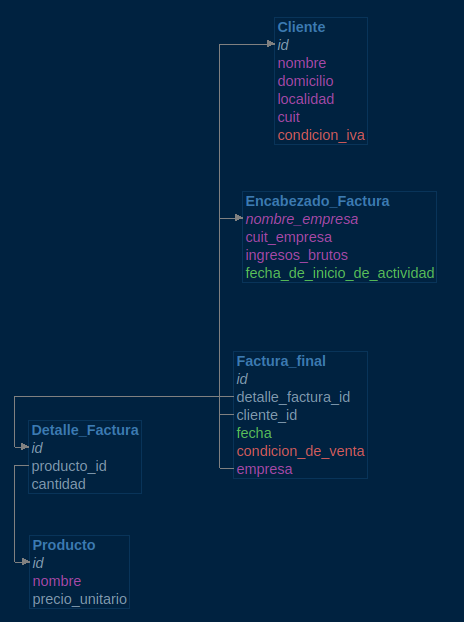 Cliente
id
nombre
domicilio
localidad
cuit
condicion_iva
Encabezado_Factura
nombre_empresa
cuit_empresa
ingresos_brutos
fecha_de_inicio_de_actividad
Factura_final
id
detalle_factura_id
cliente_id
fecha
condicion_de_venta
empresa
Detalle_Factura
id
producto_id
cantidad
Producto
id
nombre
precio_unitario